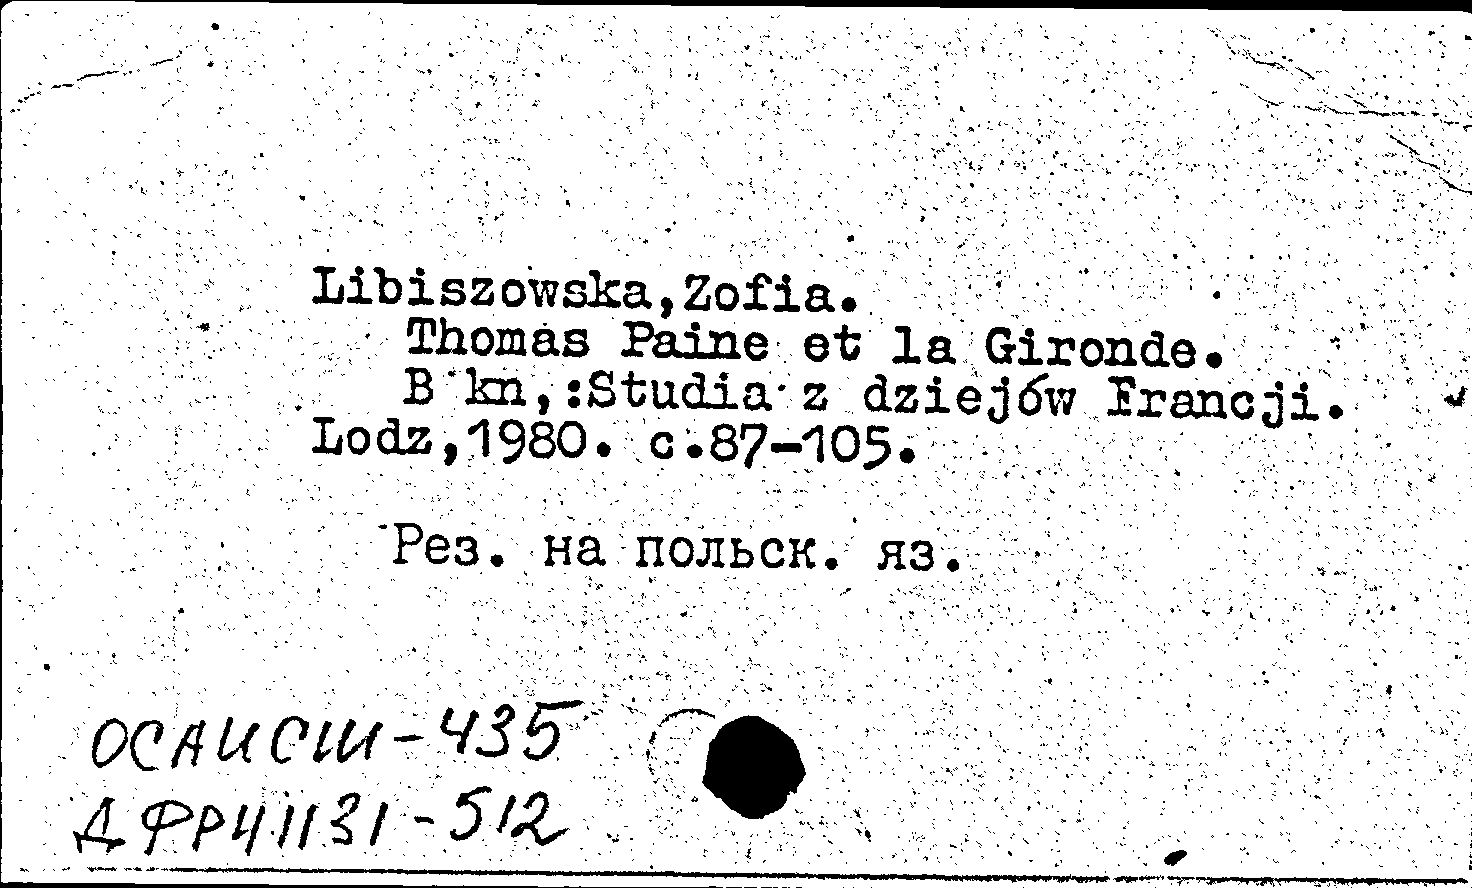 Libiszowska,Zofia.
Thomas Paine et la Gironde.
В kn,:Studia z dziejów Francji.
Lodz,1980. c.87-105.
Рез. на польск. яз.
ОСАИСШ-435
ДФРЧ1131-512